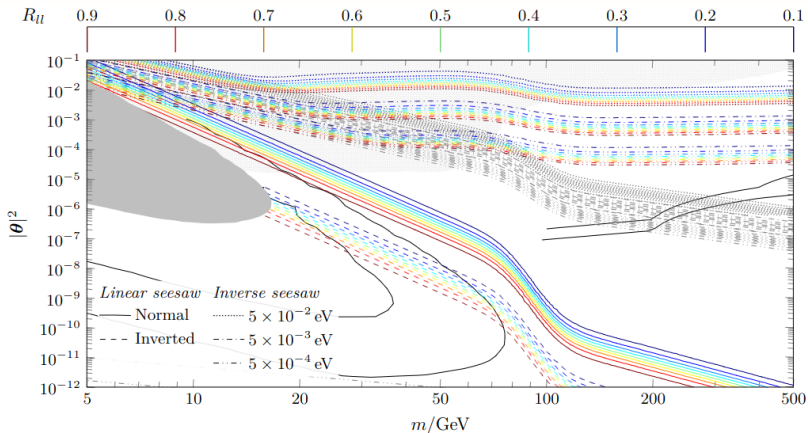 R_ll 0.9 0.8 0.7 0.6 0.5 0.4 0.3 0.2 0.1
10^-1
10^-2
10^-3
10^-4
10^-5
|θ|^2
10^-6
10^-7
10^-8
10^-9
10^-10
10^-11
10^-12
Linear seesaw Inverse seesaw
Normal 5 × 10^-2 eV
Inverted 5 × 10^-3 eV
5 × 10^-4 eV
5 10 20 50 100 200 500
m/GeV